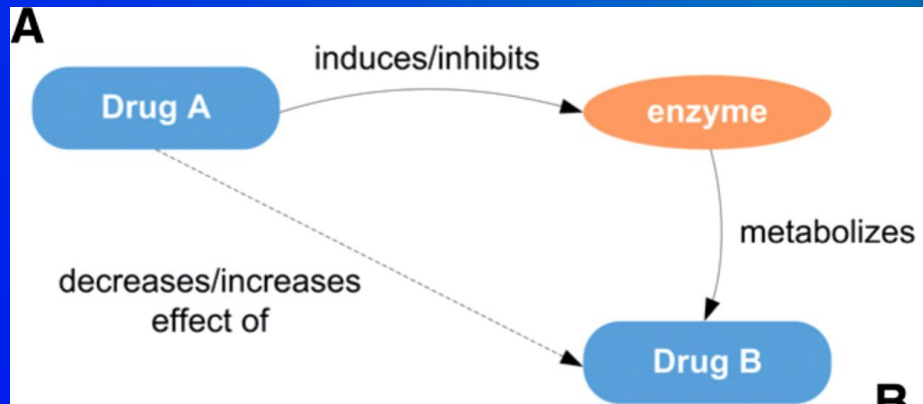 A
induces/inhibits
Drug A
enzyme
metabolizes
decreases/increases
effect of
Drug B
B